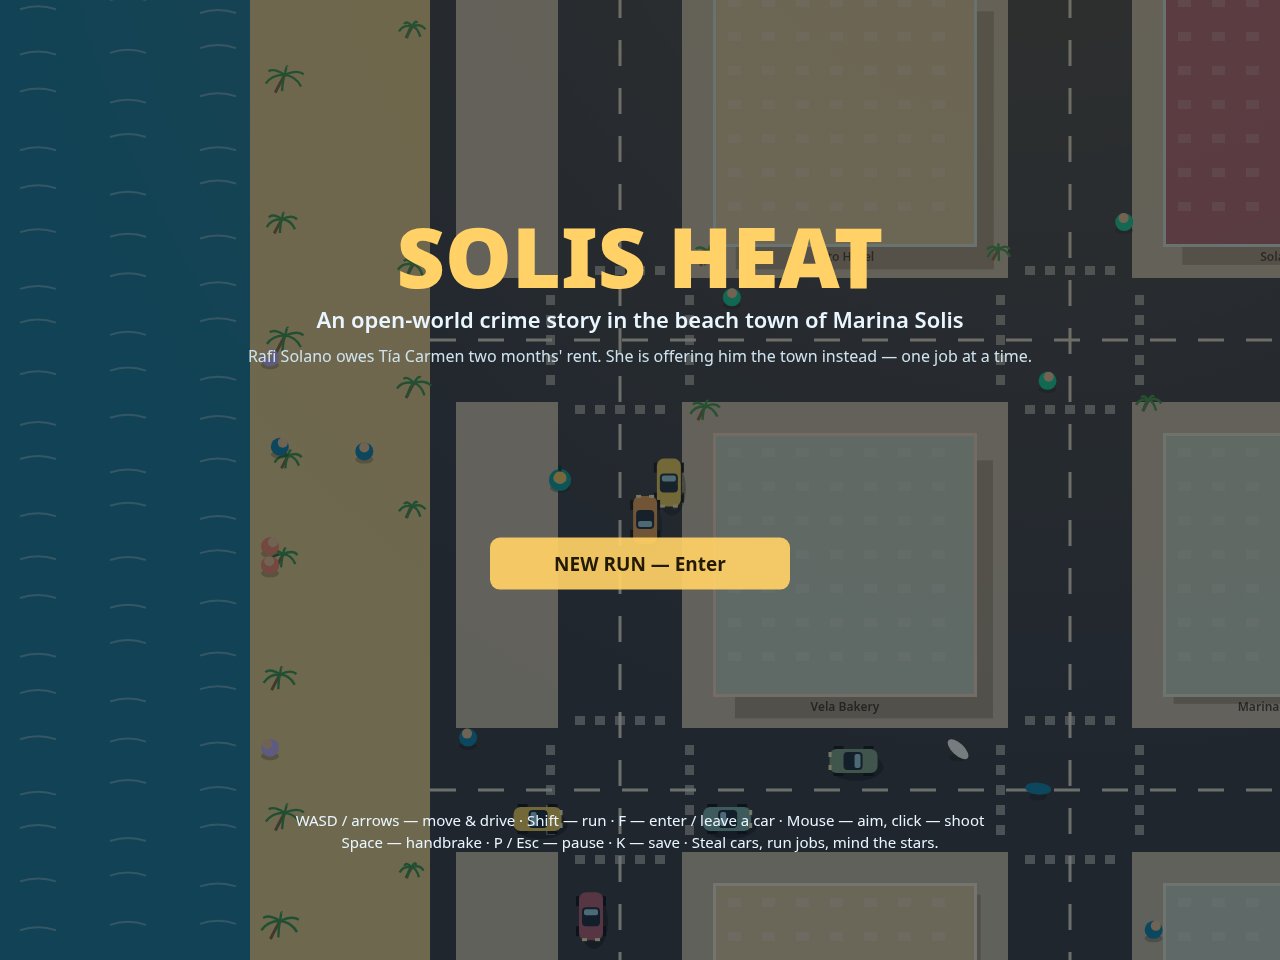 SOLIS HEAT
An open-world crime story in the beach town of Marina Solis
Rafi Solano owes Tía Carmen two months' rent. She is offering him the town instead — one job at a time.
NEW RUN — Enter
Vela Bakery
Marina
WASD / arrows — move & drive · Shift — run · F — enter / leave a car · Mouse — aim, click — shoot
Space — handbrake · P / Esc — pause · K — save · Steal cars, run jobs, mind the stars.